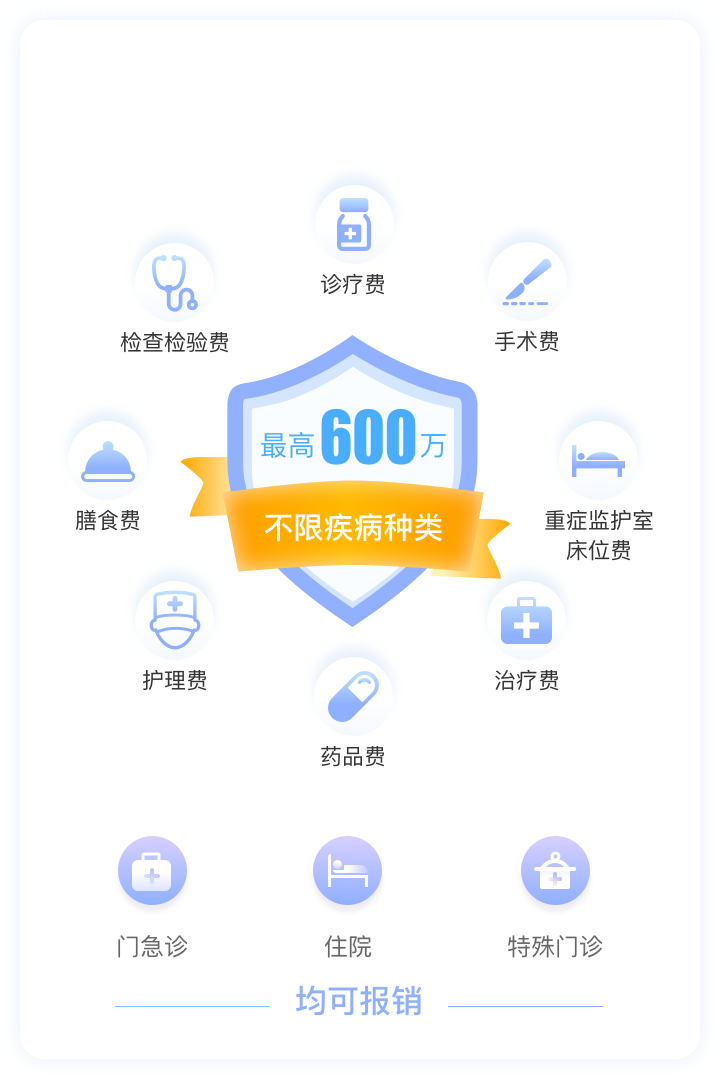 诊疗费
检查检验费
手术费
最高600万
不限疾病种类
膳食费
重症监护室
床位费
护理费
治疗费
药品费
门急诊
住院
特殊门诊
均可报销